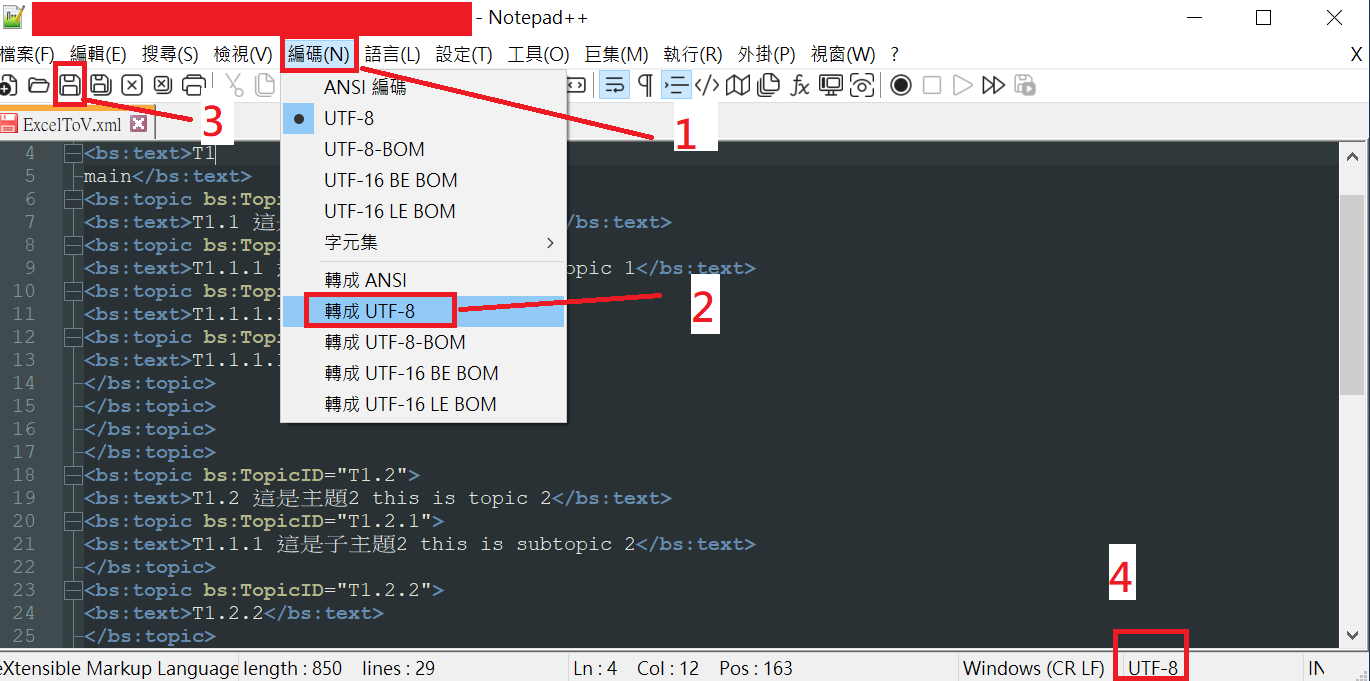 - Notepad++
檔案(F) 編輯(E) 搜尋(S) 檢視(V) 編碼(N) 語言(L) 設定(T) 工具(O) 巨集(M) 執行(R) 外掛(P) 視窗(W) ? X
3
1
ExcelToV.xml
ANSI 編碼
UTF-8
UTF-8-BOM
UTF-16 BE BOM
UTF-16 LE BOM
字元集
轉成 ANSI
轉成 UTF-8
2
轉成 UTF-8-BOM
轉成 UTF-16 BE BOM
轉成 UTF-16 LE BOM
4 <bs:text>T1
5 main</bs:text>
6 <bs:topic bs:Topi
7 <bs:text>T1.1 這是 /bs:text>
8 <bs:topic bs:Topi
9 <bs:text>T1.1.1 opic 1</bs:text>
10 <bs:topic bs:Topi
11 <bs:text>T1.1.1.1
12 <bs:topic bs:Topi
13 <bs:text>T1.1.1.1
14 </bs:topic>
15 </bs:topic>
16 </bs:topic>
17 </bs:topic>
18 <bs:topic bs:TopicID="T1.2">
19 <bs:text>T1.2 這是主題2 this is topic 2</bs:text>
20 <bs:topic bs:TopicID="T1.2.1">
21 <bs:text>T1.1.1 這是子主題2 this is subtopic 2</bs:text>
22 </bs:topic>
23 <bs:topic bs:TopicID="T1.2.2">
24 <bs:text>T1.2.2</bs:text>
25 </bs:topic>
4
eXtensible Markup Language length : 850 lines : 29 Ln : 4 Col : 12 Pos : 163 Windows (CR LF) UTF-8 IN